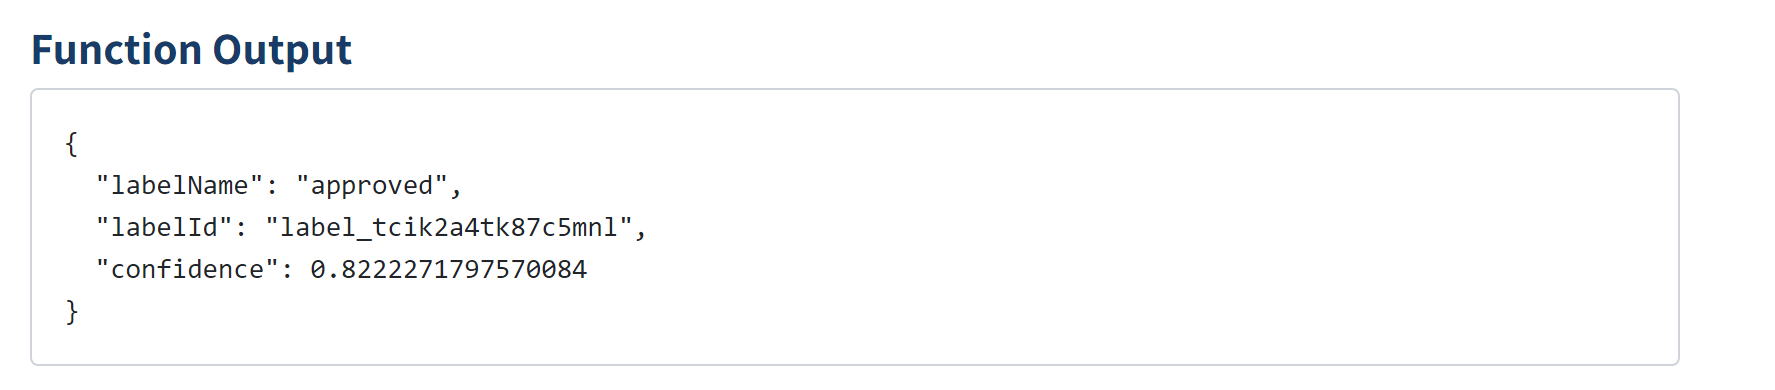 Function Output
{
  "labelName": "approved",
  "labelId": "label_tcik2a4tk87c5mnl",
  "confidence": 0.8222271797570084
}